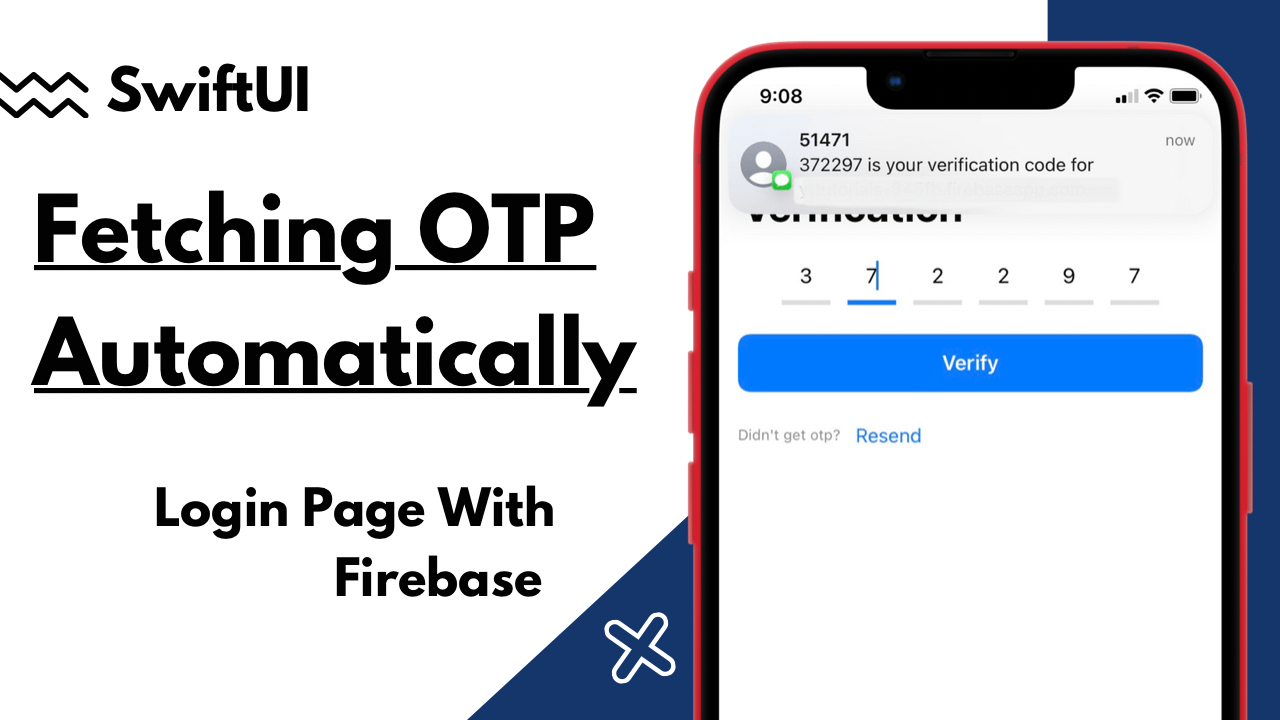 SwiftUI
Fetching OTP
Automatically
Login Page With
Firebase
9:08
51471
now
372297 is your verification code for
Verification
3 7 2 2 9 7
Verify
Didn't get otp? Resend